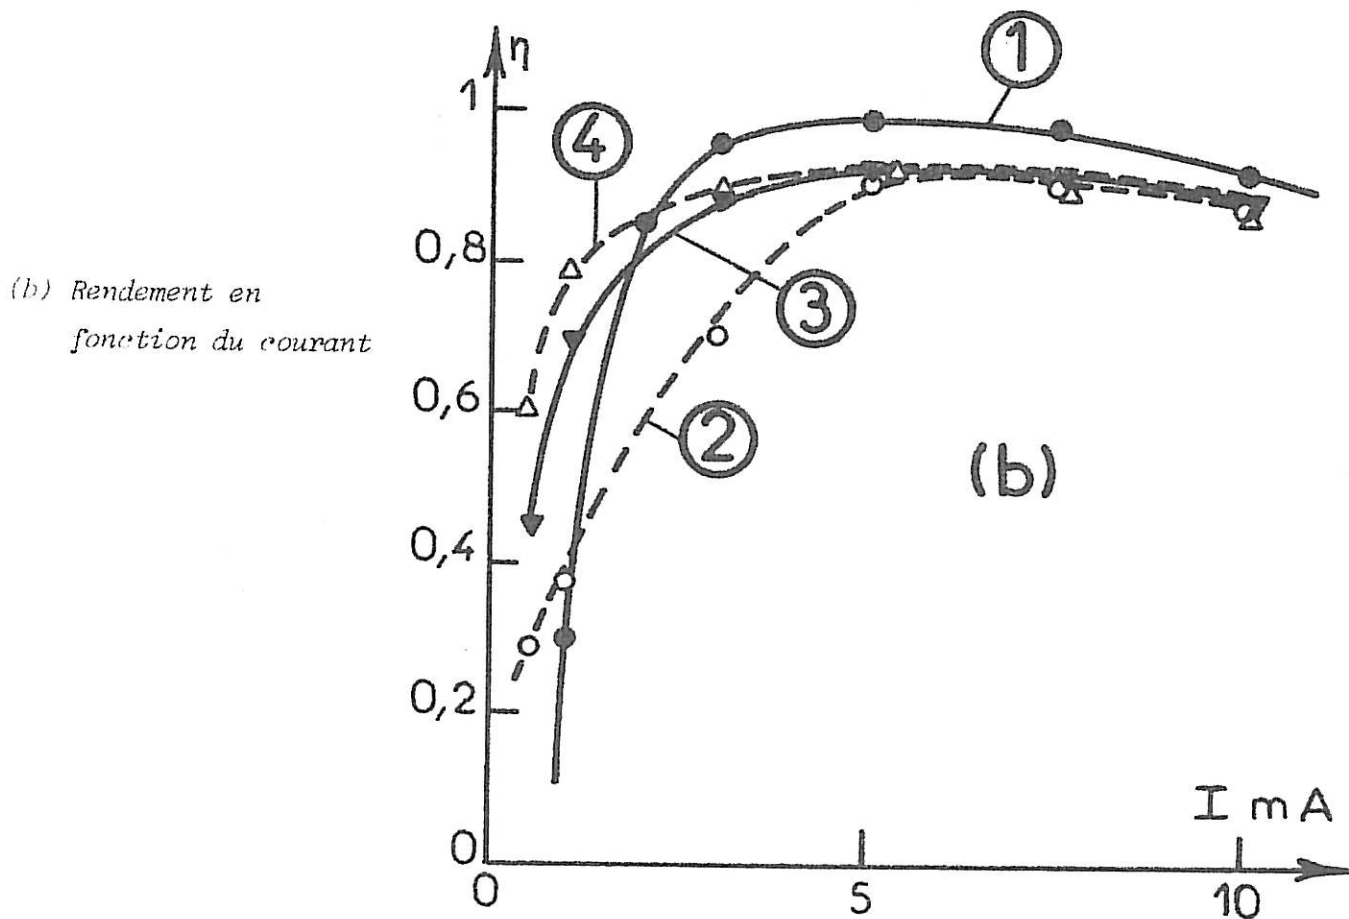 η
1
①
④
0,8
(b) Rendement en
fonction du courant
③
0,6
②
(b)
0,4
0,2
I mA
0
0
5
10